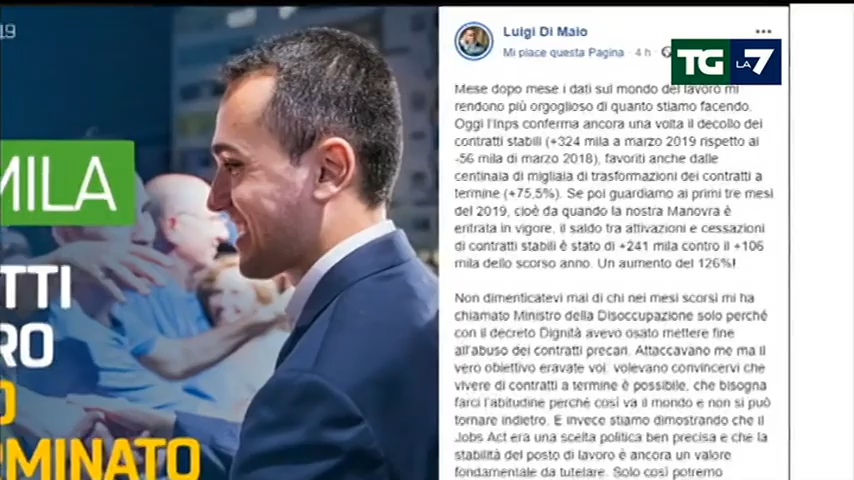 19
MILA
TTI
RO
O
RMINATO
Luigi Di Maio
Mi piace questa Pagina · 4 h ·
TG LA 7
Mese dopo mese i dati sul mondo del lavoro mi
rendono più orgoglioso di quanto stiamo facendo.
Oggi l'Inps conferma ancora una volta il decollo dei
contratti stabili (+324 mila a marzo 2019 rispetto ai
-56 mila di marzo 2018), favoriti anche dalle
centinaia di migliaia di trasformazioni dei contratti a
termine (+75,5%). Se poi guardiamo ai primi tre mesi
del 2019, cioè da quando la nostra Manovra è
entrata in vigore, il saldo tra attivazioni e cessazioni
di contratti stabili è stato di +241 mila contro il +106
mila dello scorso anno. Un aumento del 126%!
Non dimenticatevi mai di chi nei mesi scorsi mi ha
chiamato Ministro della Disoccupazione solo perché
con il decreto Dignità avevo osato mettere fine
all'abuso dei contratti precari. Attaccavano me ma il
vero obiettivo eravate voi: volevano convincervi che
vivere di contratti a termine è possibile, che bisogna
farci l'abitudine perché così va il mondo e non si può
tornare indietro. E invece stiamo dimostrando che il
Jobs Act era una scelta politica ben precisa e che la
stabilità del posto di lavoro è ancora un valore
fondamentale da tutelare. Solo così potremo